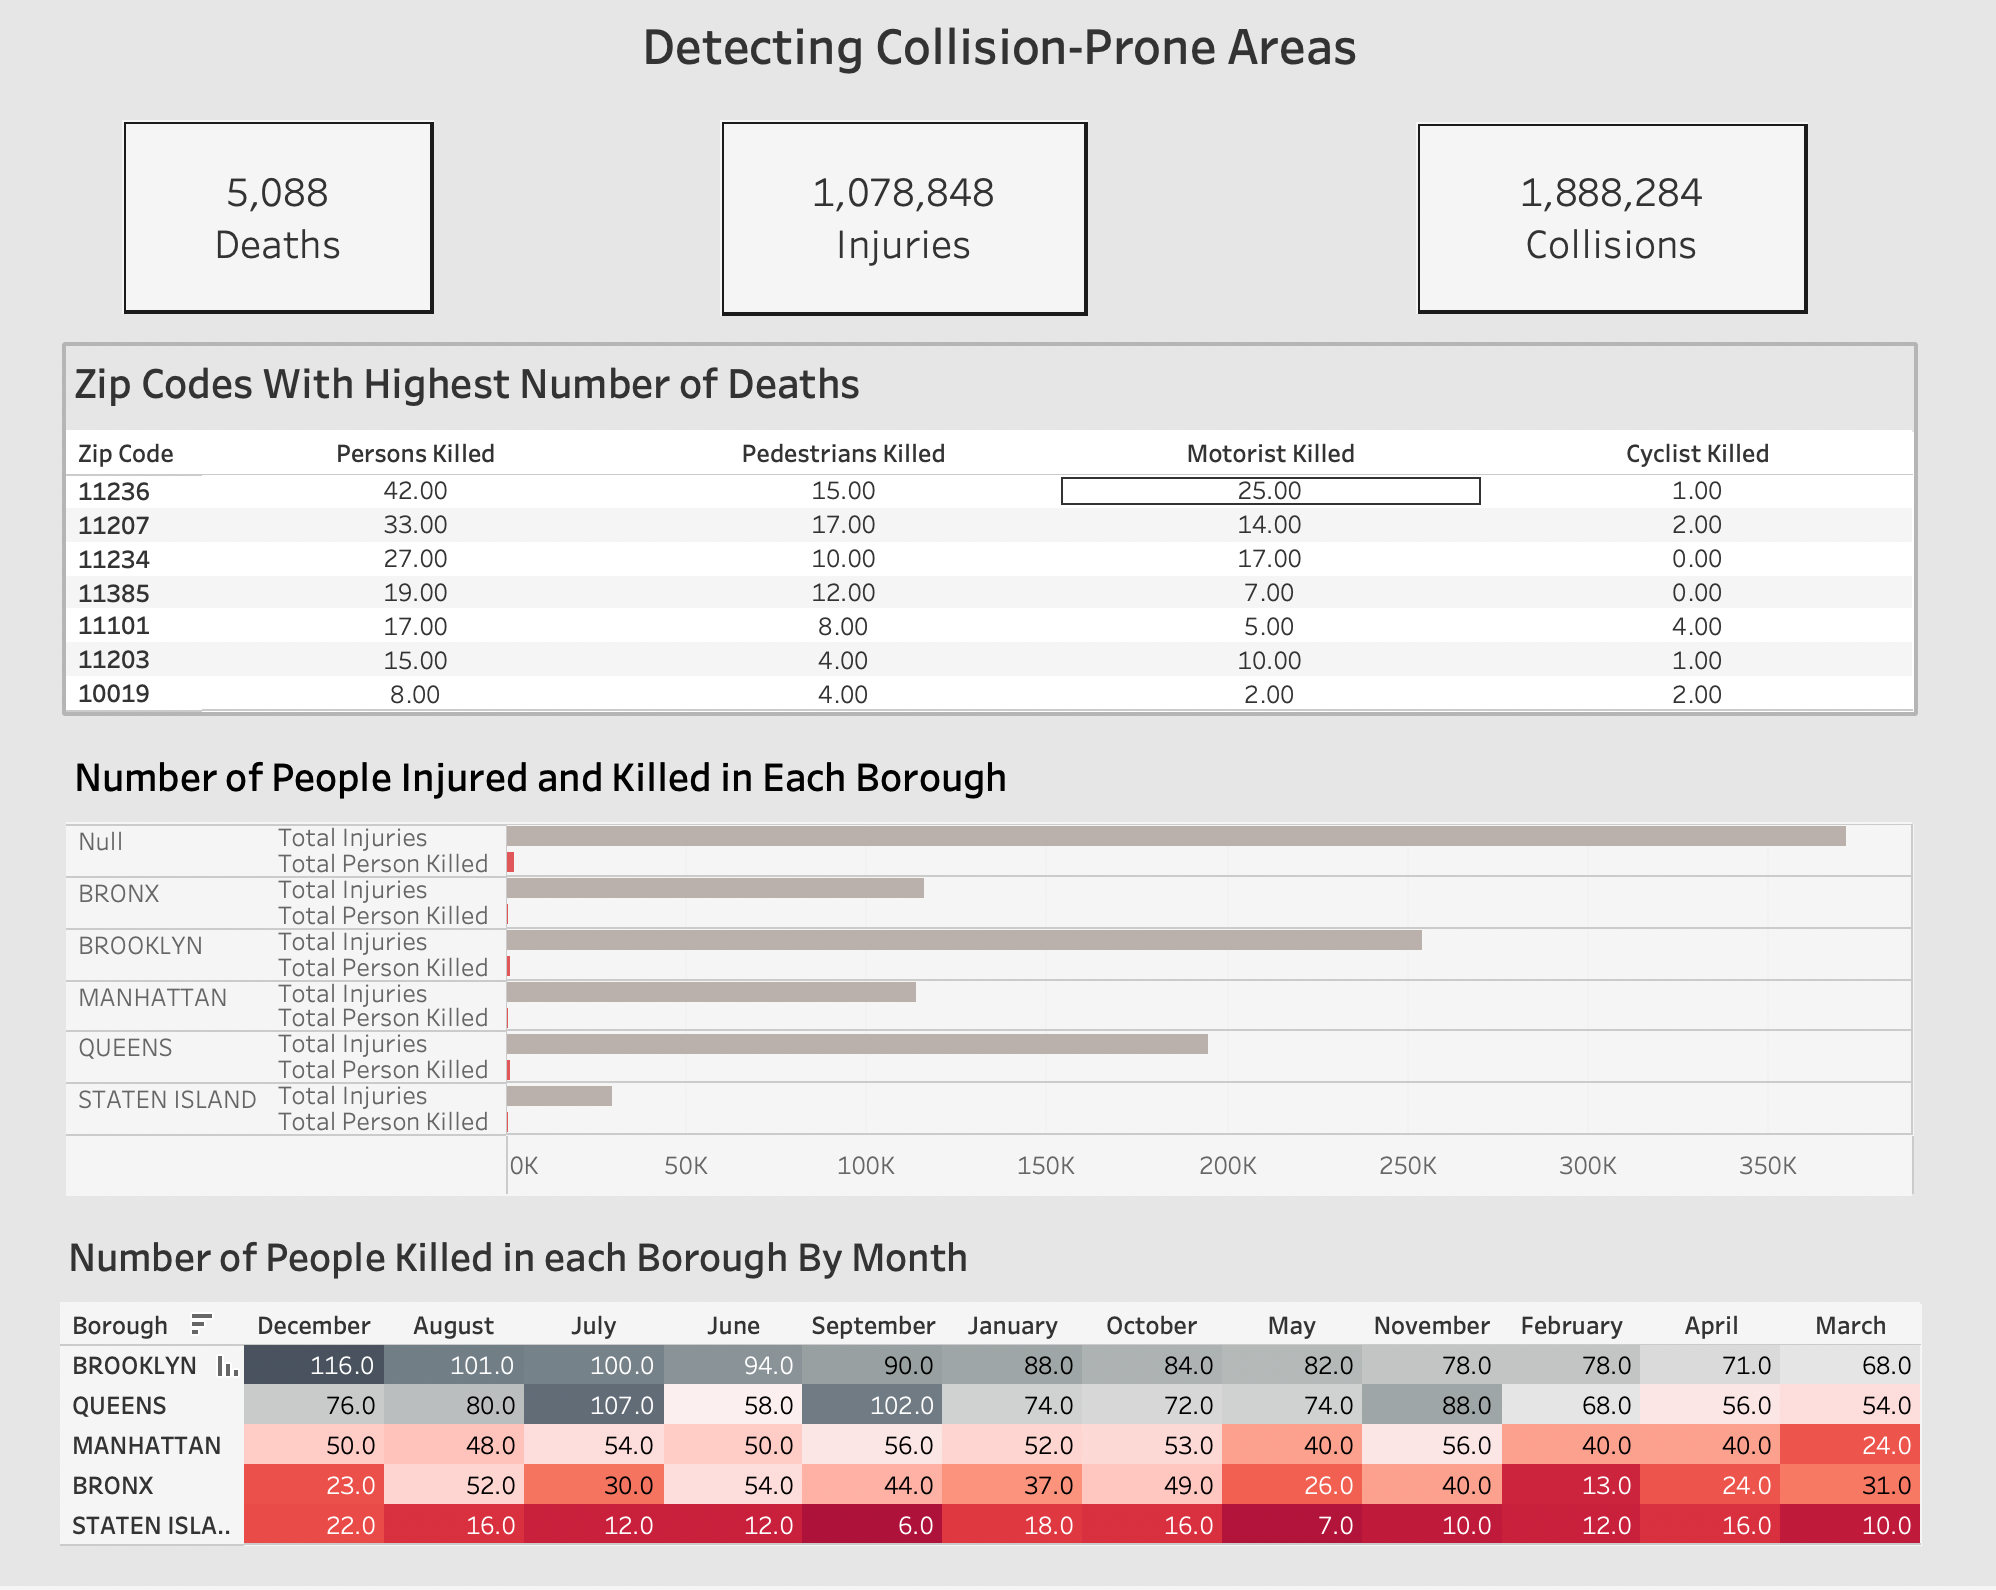 Detecting Collision-Prone Areas
5,088
Deaths
1,078,848
Injuries
1,888,284
Collisions
Zip Codes With Highest Number of Deaths
Zip Code Persons Killed Pedestrians Killed Motorist Killed Cyclist Killed
11236 42.00 15.00 25.00 1.00
11207 33.00 17.00 14.00 2.00
11234 27.00 10.00 17.00 0.00
11385 19.00 12.00 7.00 0.00
11101 17.00 8.00 5.00 4.00
11203 15.00 4.00 10.00 1.00
10019 8.00 4.00 2.00 2.00
Number of People Injured and Killed in Each Borough
Null Total Injuries
Total Person Killed
BRONX Total Injuries
Total Person Killed
BROOKLYN Total Injuries
Total Person Killed
MANHATTAN Total Injuries
Total Person Killed
QUEENS Total Injuries
Total Person Killed
STATEN ISLAND Total Injuries
Total Person Killed
0K 50K 100K 150K 200K 250K 300K 350K
Number of People Killed in each Borough By Month
Borough December August July June September January October May November February April March
BROOKLYN 116.0 101.0 100.0 94.0 90.0 88.0 84.0 82.0 78.0 78.0 71.0 68.0
QUEENS 76.0 80.0 107.0 58.0 102.0 74.0 72.0 74.0 88.0 68.0 56.0 54.0
MANHATTAN 50.0 48.0 54.0 50.0 56.0 52.0 53.0 40.0 56.0 40.0 40.0 24.0
BRONX 23.0 52.0 30.0 54.0 44.0 37.0 49.0 26.0 40.0 13.0 24.0 31.0
STATEN ISLA.. 22.0 16.0 12.0 12.0 6.0 18.0 16.0 7.0 10.0 12.0 16.0 10.0